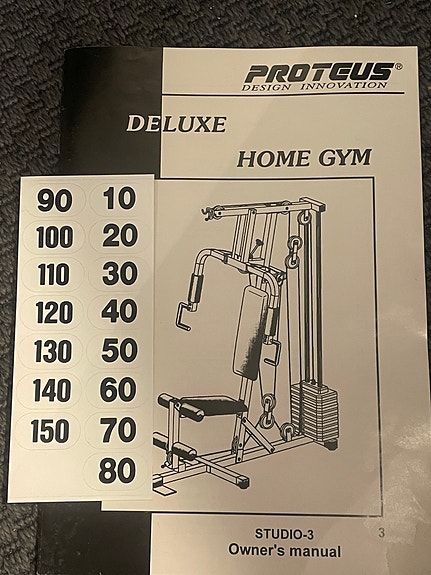 PROTEUS®
DESIGN INNOVATION
DELUXE
HOME GYM
90 10
100 20
110 30
120 40
130 50
140 60
150 70
80
STUDIO-3
3
Owner's manual